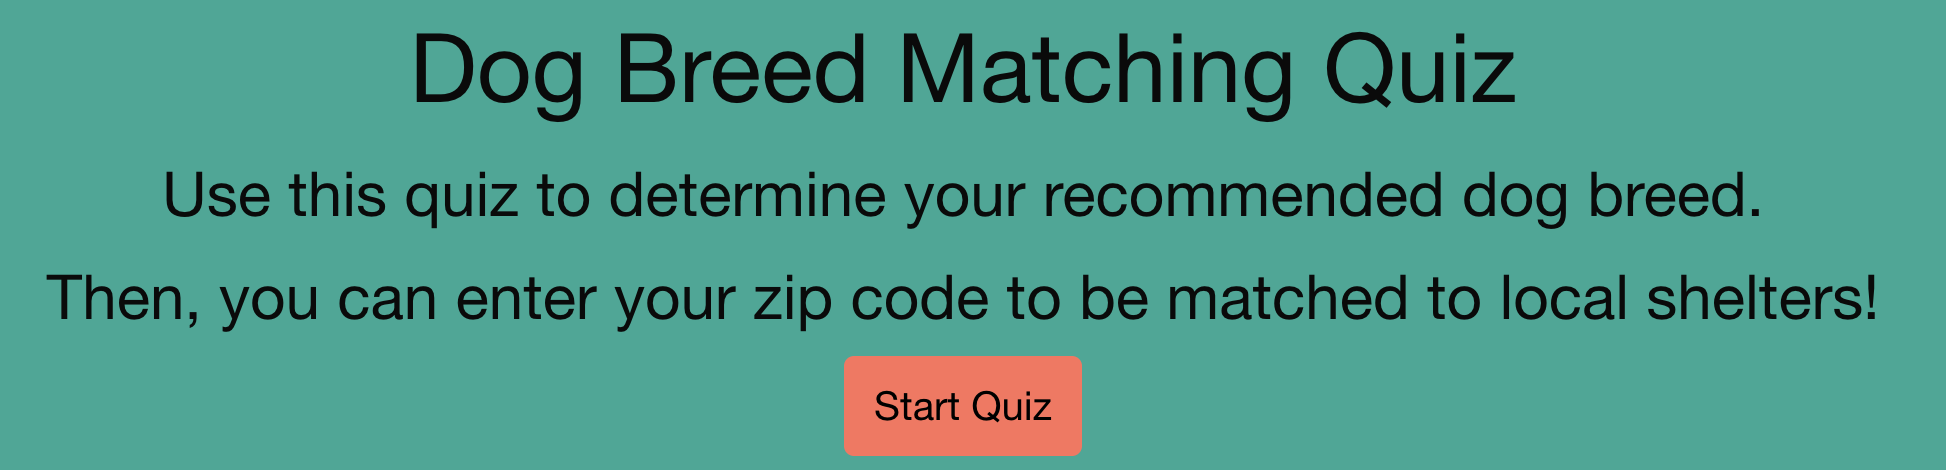 Dog Breed Matching Quiz
Use this quiz to determine your recommended dog breed.
Then, you can enter your zip code to be matched to local shelters!
Start Quiz